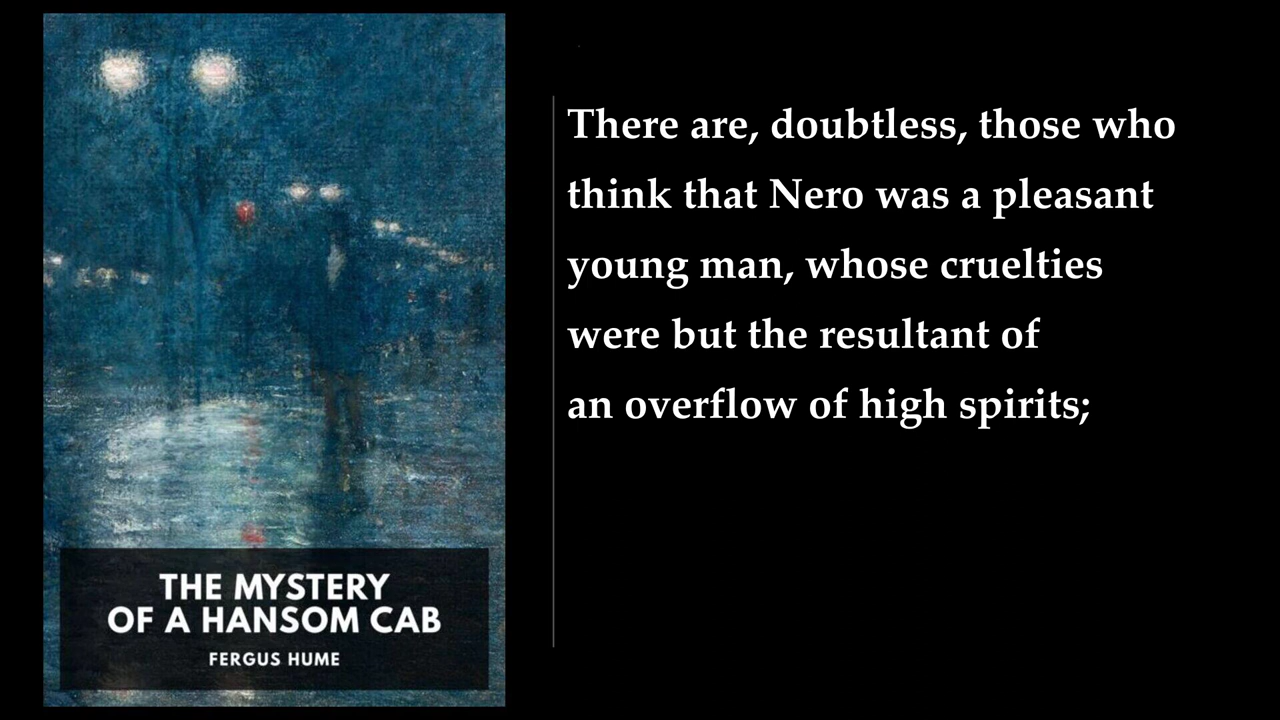 THE MYSTERY
OF A HANSOM CAB
FERGUS HUME
There are, doubtless, those who
think that Nero was a pleasant
young man, whose cruelties
were but the resultant of
an overflow of high spirits;